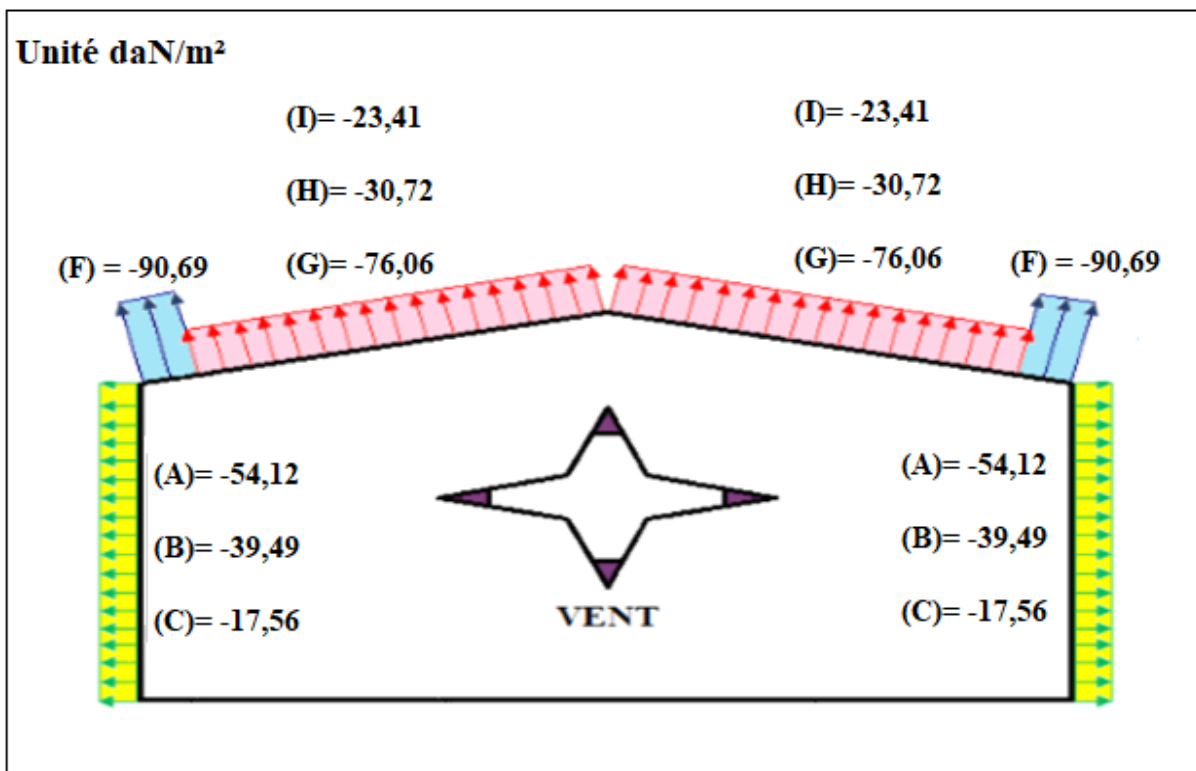 Unité daN/m²
(I)= -23,41
(I)= -23,41
(H)= -30,72
(H)= -30,72
(F) = -90,69
(G)= -76,06
(G)= -76,06
(F) = -90,69
(A)= -54,12
(A)= -54,12
(B)= -39,49
(B)= -39,49
(C)= -17,56
VENT
(C)= -17,56